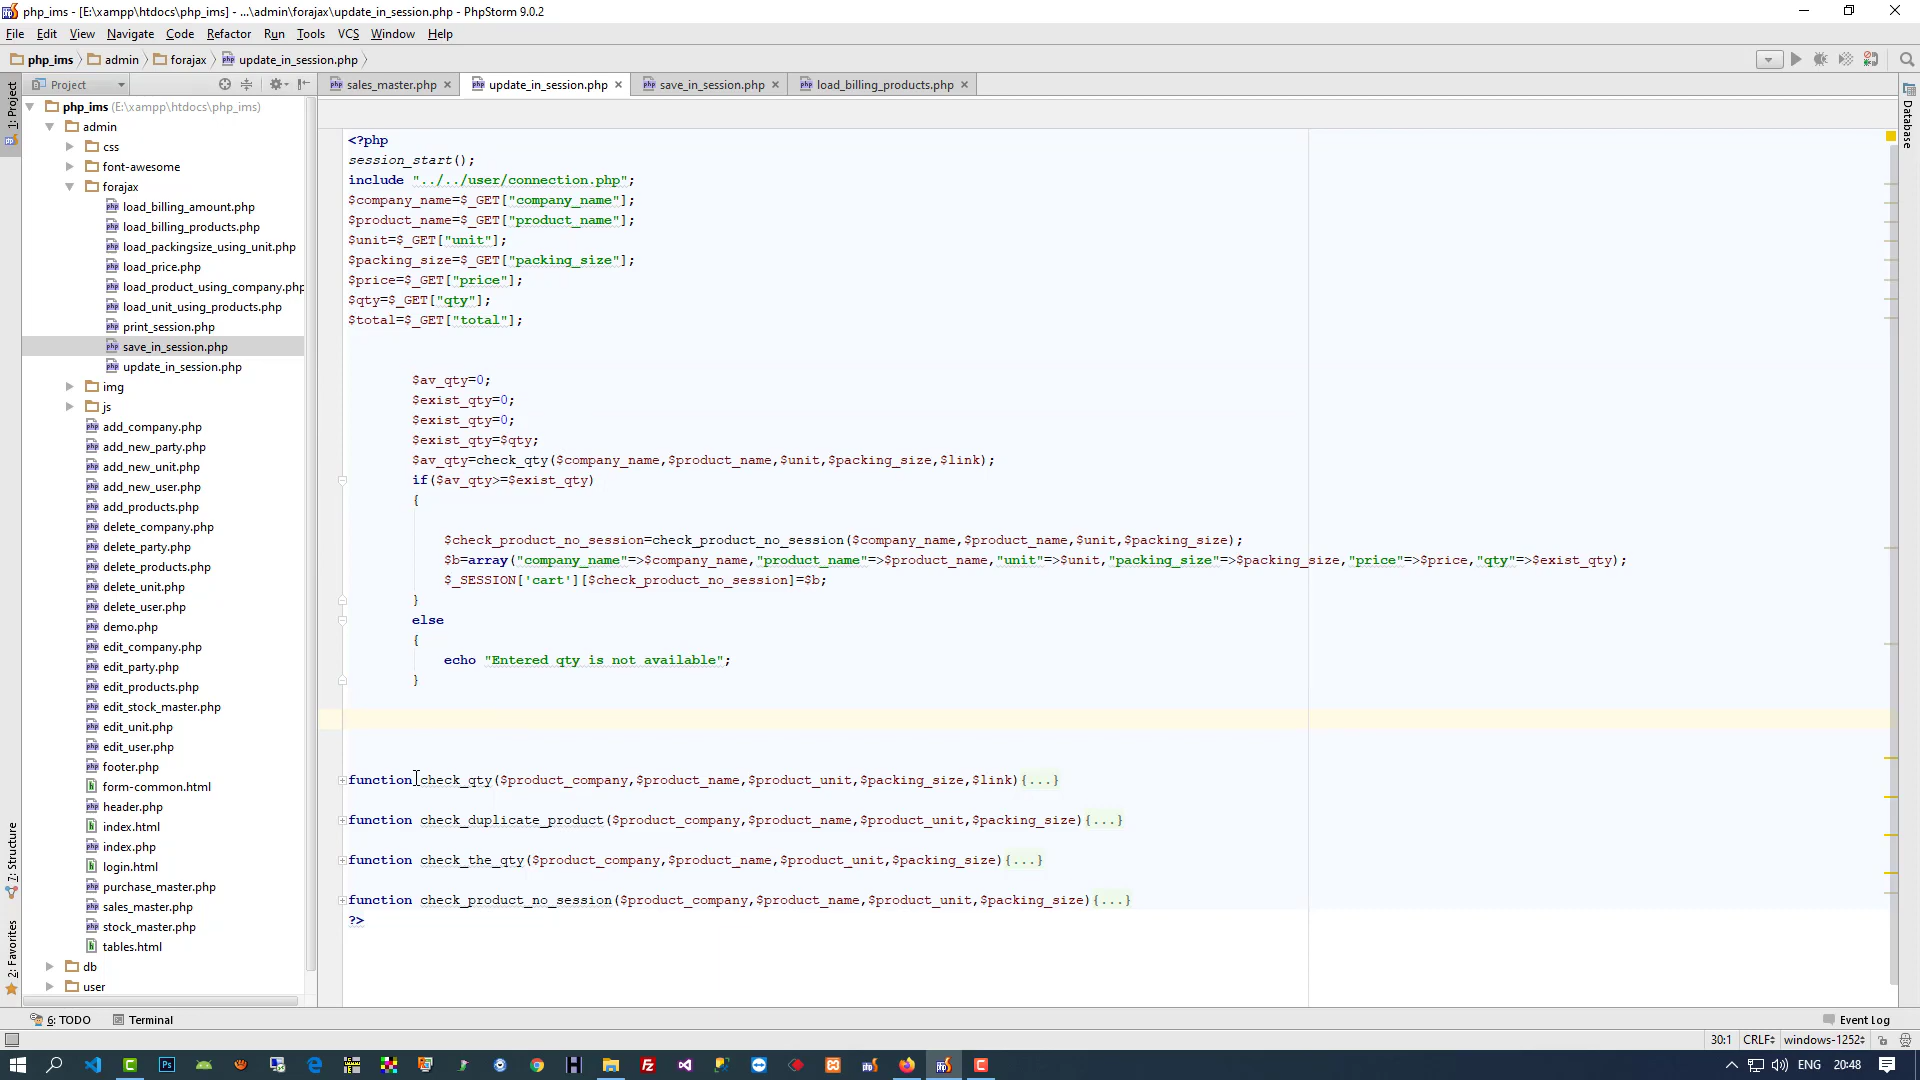 php_ims - [E:\xampp\htdocs\php_ims] - ...\admin\forajax\update_in_session.php - PhpStorm 9.0.2
File Edit View Navigate Code Refactor Run Tools VCS Window Help
php_ims admin forajax update_in_session.php
Project
sales_master.php update_in_session.php save_in_session.php load_billing_products.php
1: Project
Database
php_ims (E:\xampp\htdocs\php_ims)
admin
css
font-awesome
forajax
load_billing_amount.php
load_billing_products.php
load_packingsize_using_unit.php
load_price.php
load_product_using_company.php
load_unit_using_products.php
print_session.php
save_in_session.php
update_in_session.php
img
js
add_company.php
add_new_party.php
add_new_unit.php
add_new_user.php
add_products.php
delete_company.php
delete_party.php
delete_products.php
delete_unit.php
delete_user.php
demo.php
edit_company.php
edit_party.php
edit_products.php
edit_stock_master.php
edit_unit.php
edit_user.php
footer.php
form-common.html
header.php
index.html
index.php
login.html
purchase_master.php
sales_master.php
stock_master.php
tables.html
db
user
7: Structure
2: Favorites
<?php
session_start();
include "../../user/connection.php";
$company_name=$_GET["company_name"];
$product_name=$_GET["product_name"];
$unit=$_GET["unit"];
$packing_size=$_GET["packing_size"];
$price=$_GET["price"];
$qty=$_GET["qty"];
$total=$_GET["total"];
$av_qty=0;
$exist_qty=0;
$exist_qty=0;
$exist_qty=$qty;
$av_qty=check_qty($company_name,$product_name,$unit,$packing_size,$link);
if($av_qty>=$exist_qty)
{
$check_product_no_session=check_product_no_session($company_name,$product_name,$unit,$packing_size);
$b=array("company_name"=>$company_name,"product_name"=>$product_name,"unit"=>$unit,"packing_size"=>$packing_size,"price"=>$price,"qty"=>$exist_qty);
$_SESSION['cart'][$check_product_no_session]=$b;
}
else
{
echo "Entered qty is not available";
}
function check_qty($product_company,$product_name,$product_unit,$packing_size,$link){...}
function check_duplicate_product($product_company,$product_name,$product_unit,$packing_size){...}
function check_the_qty($product_company,$product_name,$product_unit,$packing_size){...}
function check_product_no_session($product_company,$product_name,$product_unit,$packing_size){...}
?>
6: TODO Terminal Event Log
30:1 CRLF windows-1252
ENG 20:48